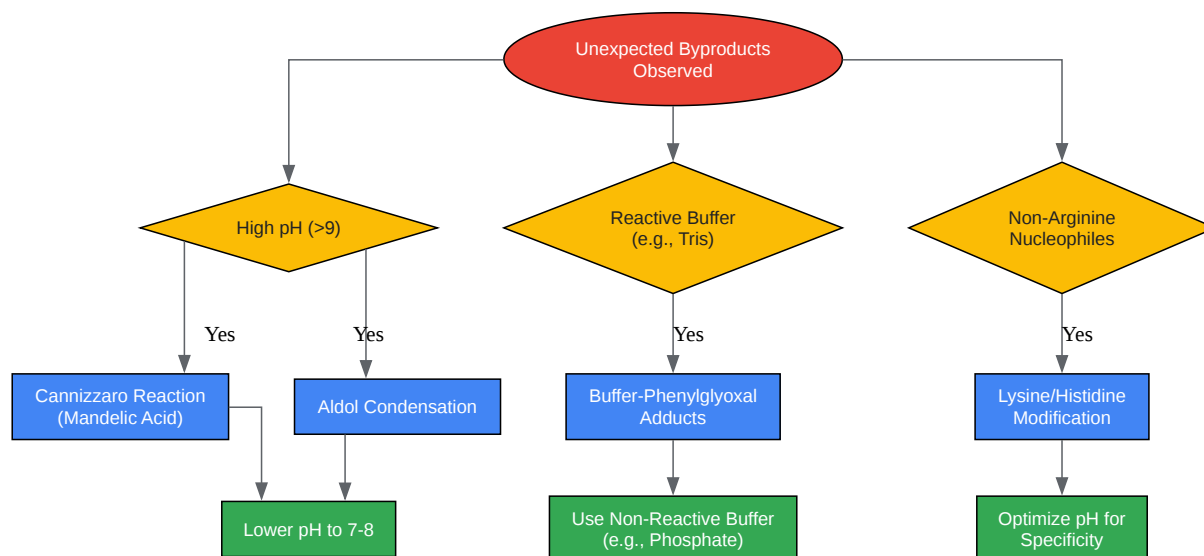 Unexpected Byproducts
Observed
High pH (>9)
Reactive Buffer
(e.g., Tris)
Non-Arginine
Nucleophiles
Yes
Yes
Yes
Yes
Cannizzaro Reaction
(Mandelic Acid)
Aldol Condensation
Buffer-Phenylglyoxal
Adducts
Lysine/Histidine
Modification
Lower pH to 7-8
Use Non-Reactive Buffer
(e.g., Phosphate)
Optimize pH for
Specificity